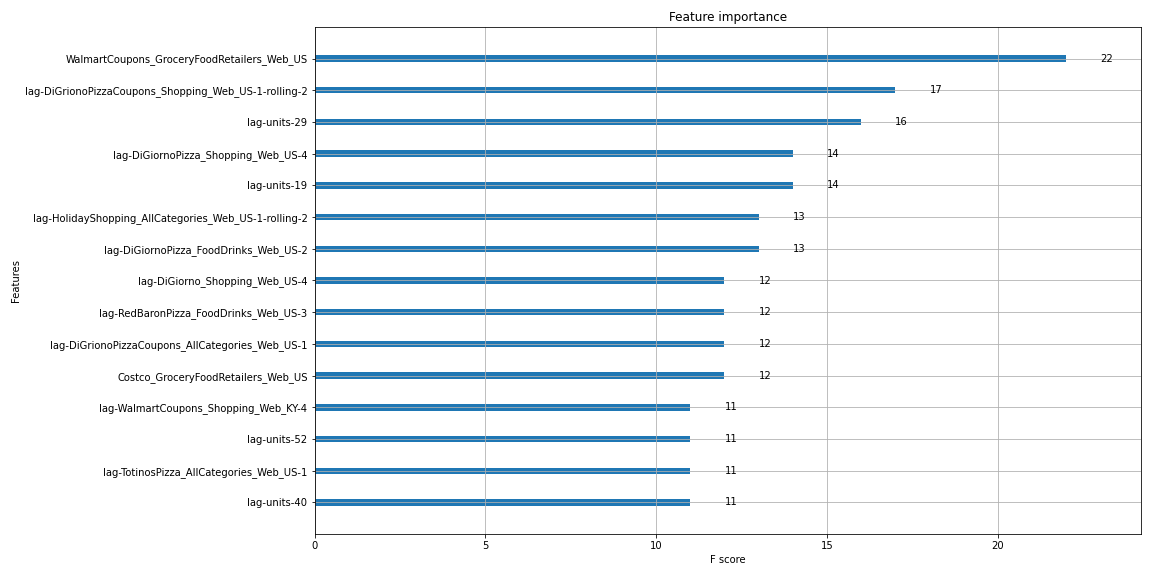 Feature importance
WalmartCoupons_GroceryFoodRetailers_Web_US 22
lag-DiGrionoPizzaCoupons_Shopping_Web_US-1-rolling-2 17
lag-units-29 16
lag-DiGiornoPizza_Shopping_Web_US-4 14
lag-units-19 14
lag-HolidayShopping_AllCategories_Web_US-1-rolling-2 13
lag-DiGiornoPizza_FoodDrinks_Web_US-2 13
lag-DiGiorno_Shopping_Web_US-4 12
lag-RedBaronPizza_FoodDrinks_Web_US-3 12
lag-DiGrionoPizzaCoupons_AllCategories_Web_US-1 12
Costco_GroceryFoodRetailers_Web_US 12
lag-WalmartCoupons_Shopping_Web_KY-4 11
lag-units-52 11
lag-TotinosPizza_AllCategories_Web_US-1 11
lag-units-40 11
Features
0 5 10 15 20
F score